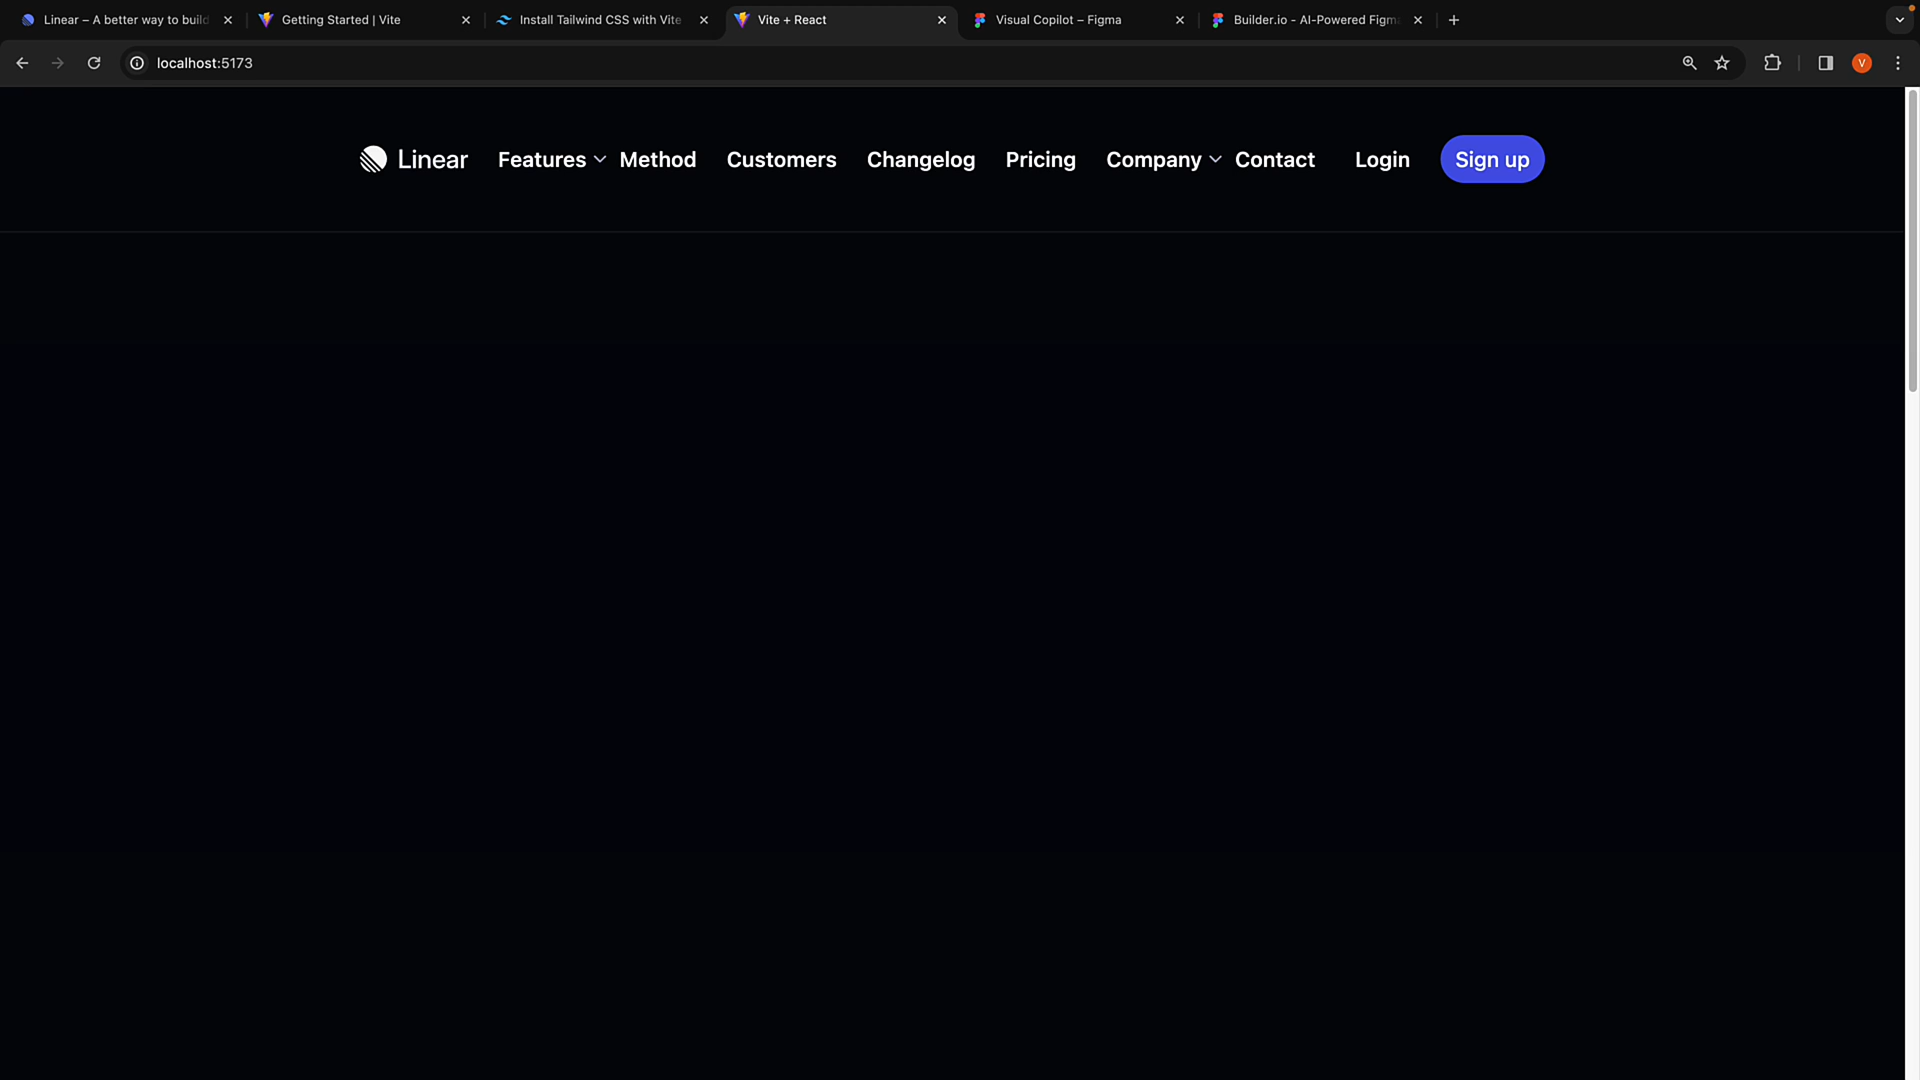 Linear – A better way to build
Getting Started | Vite
Install Tailwind CSS with Vite
Vite + React
Visual Copilot – Figma
Builder.io - AI-Powered Figm
localhost:5173
V
Linear Features Method Customers Changelog Pricing Company Contact Login Sign up